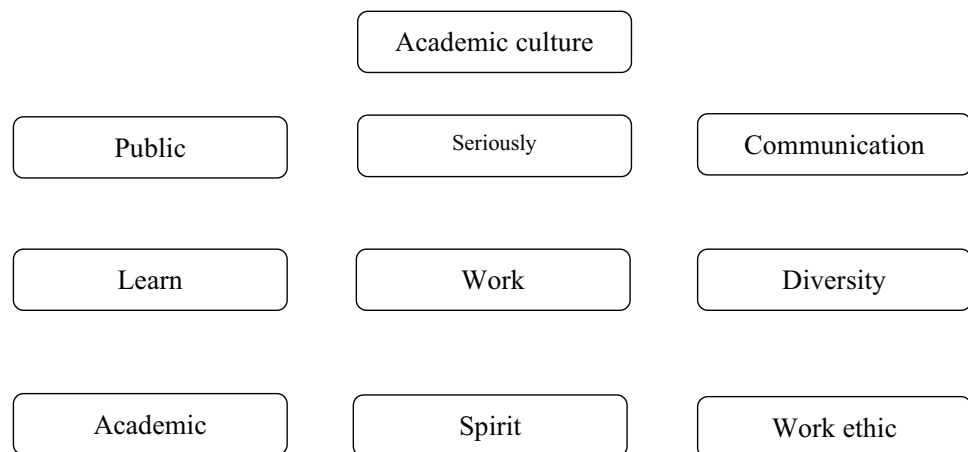 Academic culture
Public
Seriously
Communication
Learn
Work
Diversity
Academic
Spirit
Work ethic